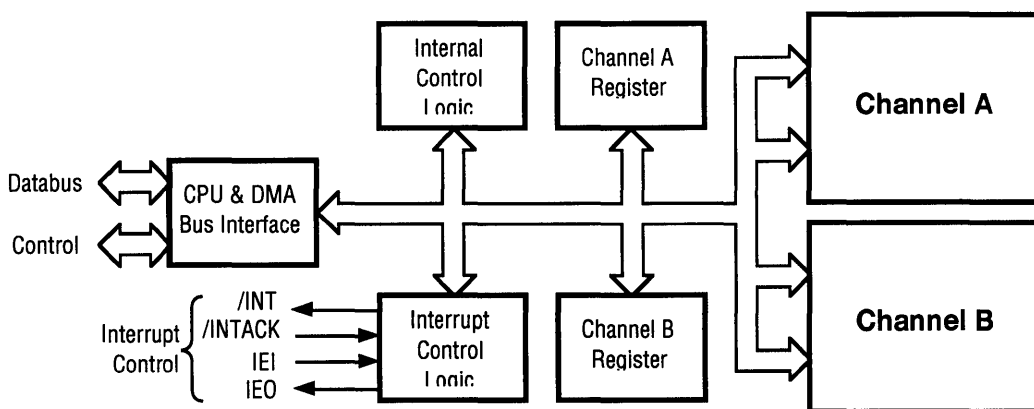 Internal
Control
Logic
Channel A
Register
Channel A
Databus
CPU & DMA
Bus Interface
Control
/INT
/INTACK
IEI
IEO
Interrupt
Control
Interrupt
Control
Logic
Channel B
Register
Channel B